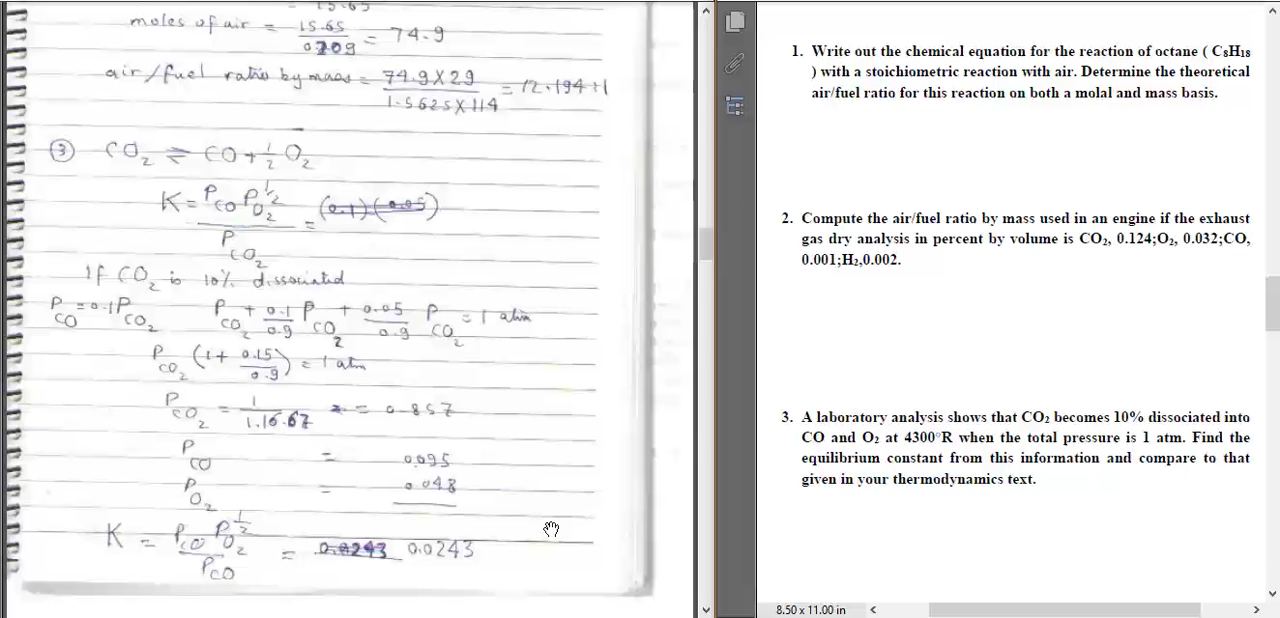 15.65
moles of air = 15.65 / 0.209 = 74.9
air/fuel ratio by mass = 74.9 X 29 / 1.5625 X 114 = 12.194:1
③ CO₂ ⇌ CO + 1/2 O₂
K = P_CO P_O₂^1/2 / P_CO₂ = (0.1)(0.05)
If CO₂ is 10% dissociated
P_CO = 0.1 P_CO₂ P_CO₂ + 0.1/0.9 P_CO₂ + 0.05/0.9 P_CO₂ = 1 atm
P_CO₂ (1 + 0.15/0.9) = 1 atm
P_CO₂ = 1 / 1.16.67 = 0.857
P_CO = 0.095
P_O₂ = 0.048
K = P_CO P_O₂^1/2 / P_CO = 0.0243 0.0243
1. Write out the chemical equation for the reaction of octane ( C₈H₁₈
) with a stoichiometric reaction with air. Determine the theoretical
air/fuel ratio for this reaction on both a molal and mass basis.
2. Compute the air/fuel ratio by mass used in an engine if the exhaust
gas dry analysis in percent by volume is CO₂, 0.124;O₂, 0.032;CO,
0.001;H₂,0.002.
3. A laboratory analysis shows that CO₂ becomes 10% dissociated into
CO and O₂ at 4300°R when the total pressure is 1 atm. Find the
equilibrium constant from this information and compare to that
given in your thermodynamics text.
8.50 x 11.00 in